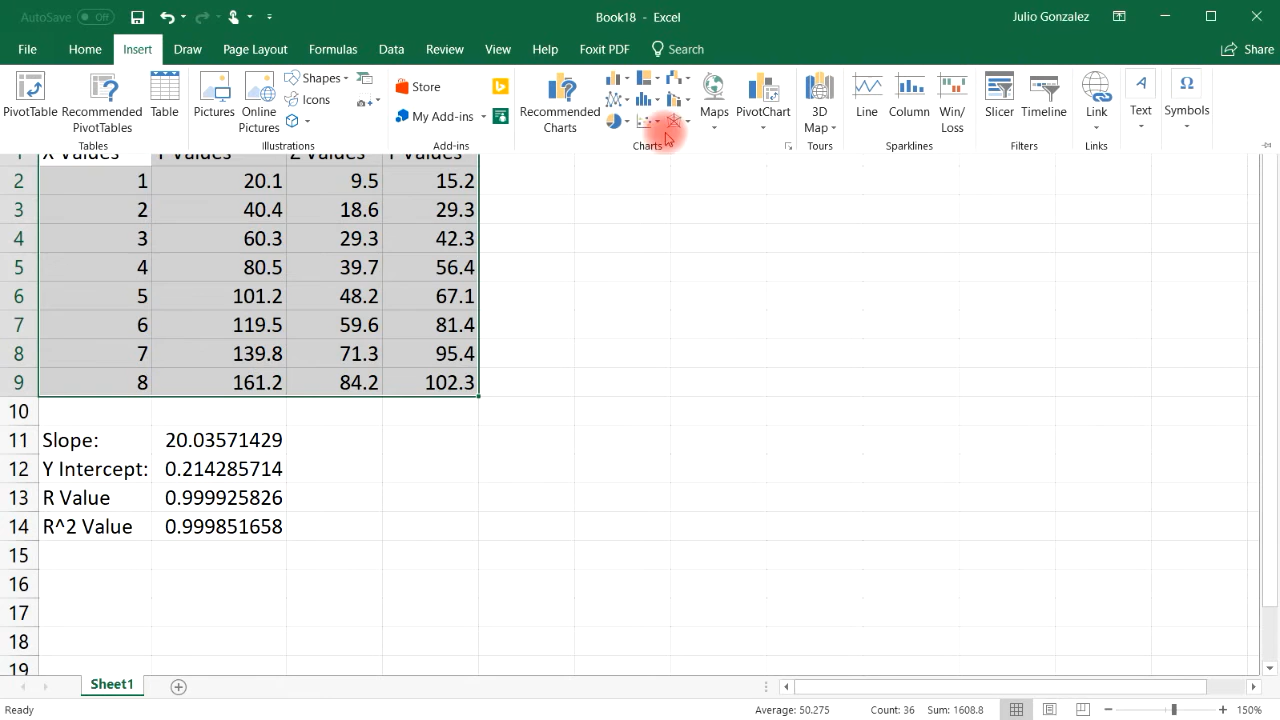 AutoSave Off Book18 - Excel Julio Gonzalez
File Home Insert Draw Page Layout Formulas Data Review View Help Foxit PDF Search Share
PivotTable Recommended PivotTables Table Pictures Online Pictures Shapes Icons Store My Add-ins Recommended Charts Maps PivotChart 3D Map Line Column Win/Loss Slicer Timeline Link Text Symbols
Tables Illustrations Add-ins Charts Tours Sparklines Filters Links
2 1 20.1 9.5 15.2
3 2 40.4 18.6 29.3
4 3 60.3 29.3 42.3
5 4 80.5 39.7 56.4
6 5 101.2 48.2 67.1
7 6 119.5 59.6 81.4
8 7 139.8 71.3 95.4
9 8 161.2 84.2 102.3
10
11 Slope: 20.03571429
12 Y Intercept: 0.214285714
13 R Value 0.999925826
14 R^2 Value 0.999851658
15
16
17
18
19
Sheet1
Ready Average: 50.275 Count: 36 Sum: 1608.8 150%